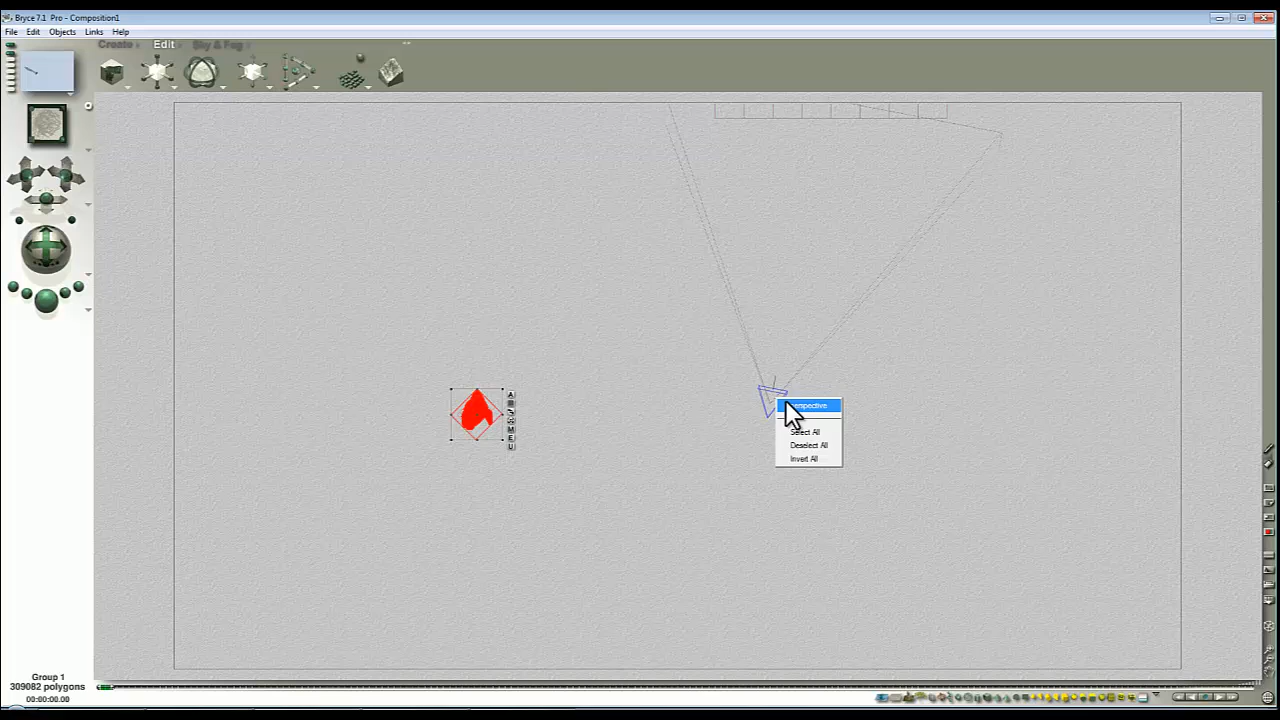 Bryce 7.1 Pro - Composition1
File Edit Objects Links Help
Create Edit Sky & Fog
A
M
E
U
Perspective
Select All
Deselect All
Invert All
Group 1
309082 polygons
00:00:00.00